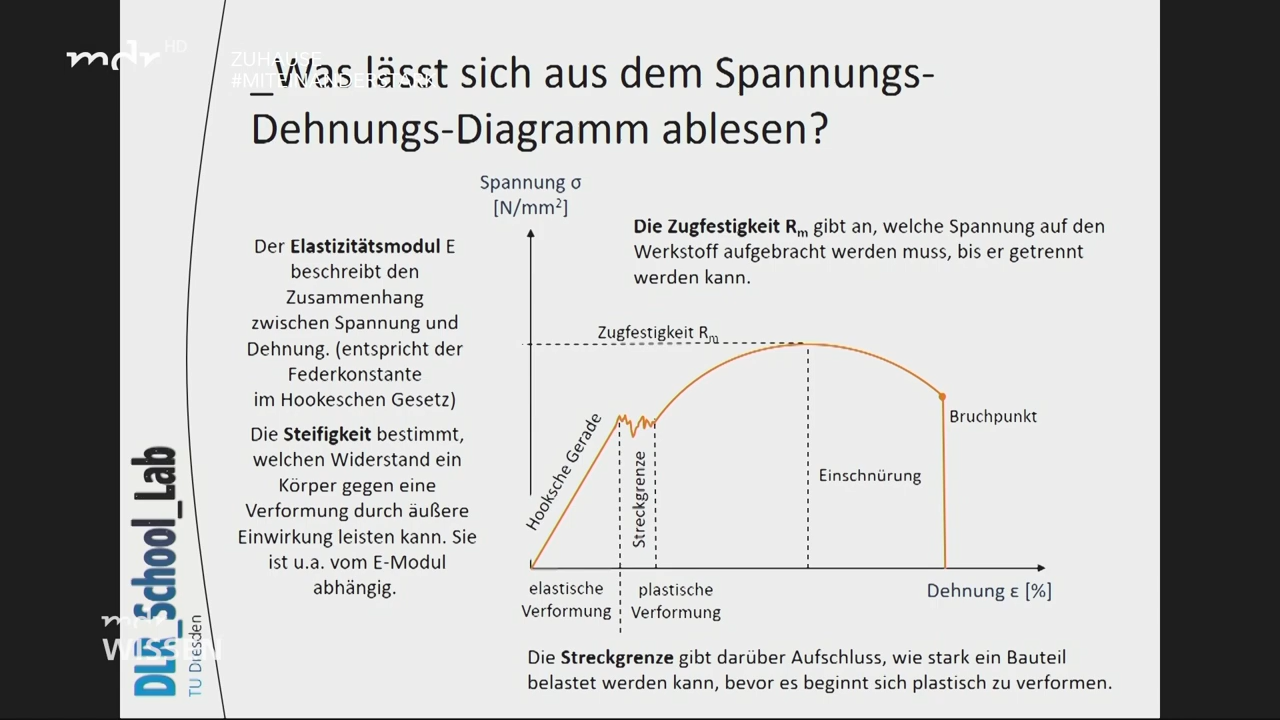 mdr HD
ZUHAUSE
#MITEINANDERSTARK
_Was lässt sich aus dem Spannungs-
Dehnungs-Diagramm ablesen?
Der Elastizitätsmodul E
beschreibt den
Zusammenhang
zwischen Spannung und
Dehnung. (entspricht der
Federkonstante
im Hookeschen Gesetz)
Die Steifigkeit bestimmt,
welchen Widerstand ein
Körper gegen eine
Verformung durch äußere
Einwirkung leisten kann. Sie
ist u.a. vom E-Modul
abhängig.
Spannung σ
[N/mm²]
Die Zugfestigkeit Rm gibt an, welche Spannung auf den
Werkstoff aufgebracht werden muss, bis er getrennt
werden kann.
Zugfestigkeit Rm
Hooksche Gerade
Streckgrenze
Bruchpunkt
Einschnürung
elastische
Verformung
plastische
Verformung
Dehnung ε [%]
Die Streckgrenze gibt darüber Aufschluss, wie stark ein Bauteil
belastet werden kann, bevor es beginnt sich plastisch zu verformen.
DLR_School_Lab
TU Dresden
mdr
WISSEN